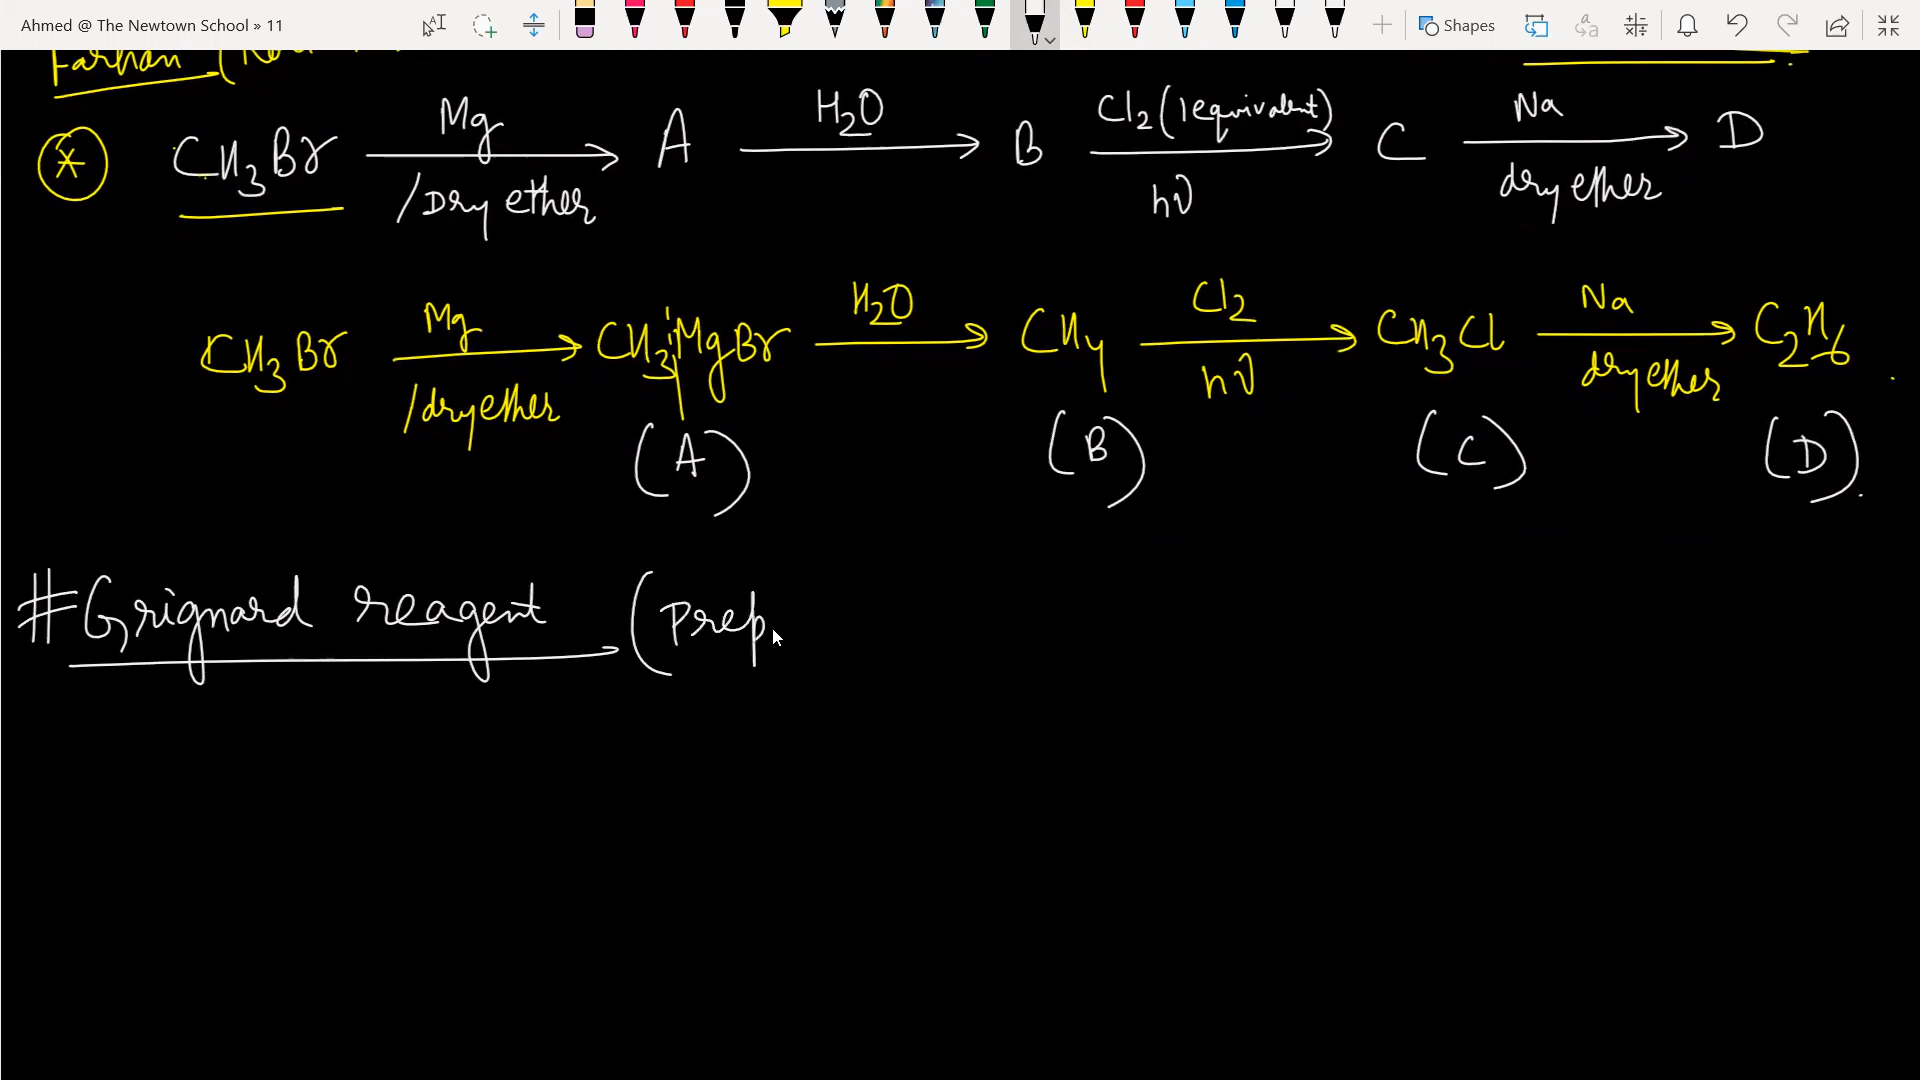 Ahmed @ The Newtown School » 11
Shapes
Farhan
CH3Br Mg /Dry ether A H2O B Cl2 (1 equivalent) hν C Na dry ether D
CH3Br Mg /dry ether CH3MgBr H2O CH4 Cl2 hν CH3Cl Na dry ether C2H6
(A) (B) (C) (D).
#Grignard reagent (Prep.